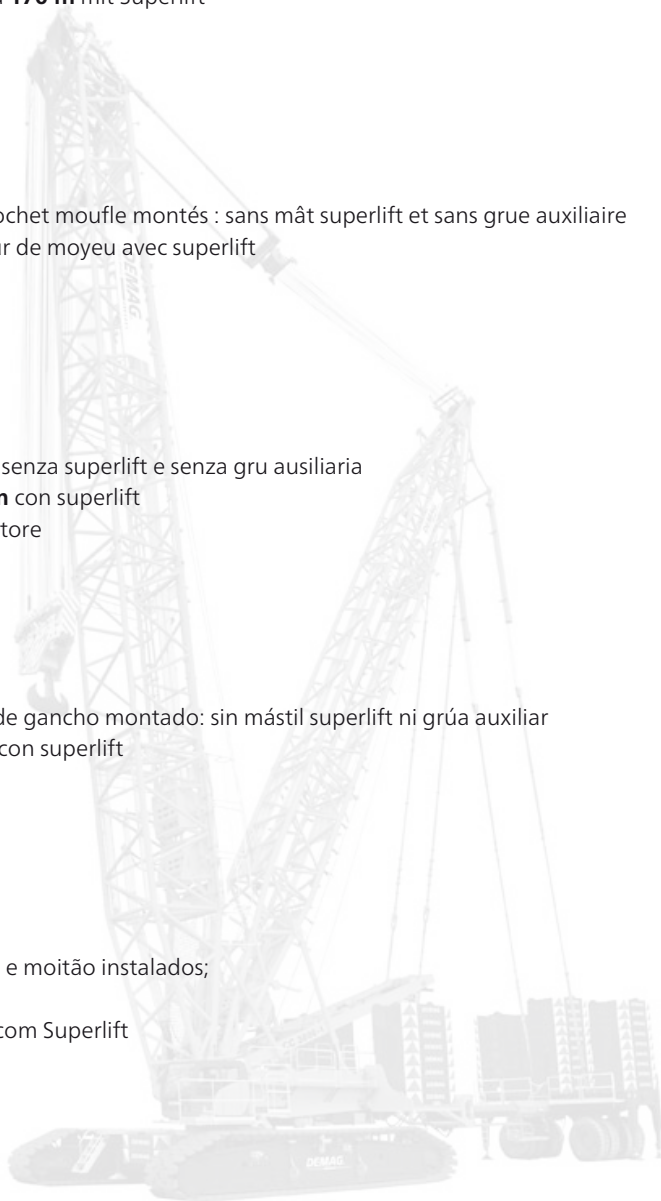 170 m mit Superlift
DEMAG
ochet moufle montés : sans mât superlift et sans grue auxiliaire
ur de moyeu avec superlift
senza superlift e senza gru ausiliaria
con superlift
tore
de gancho montado: sin mástil superlift ni grúa auxiliar
con superlift
e moitão instalados;
com Superlift
DEMAG